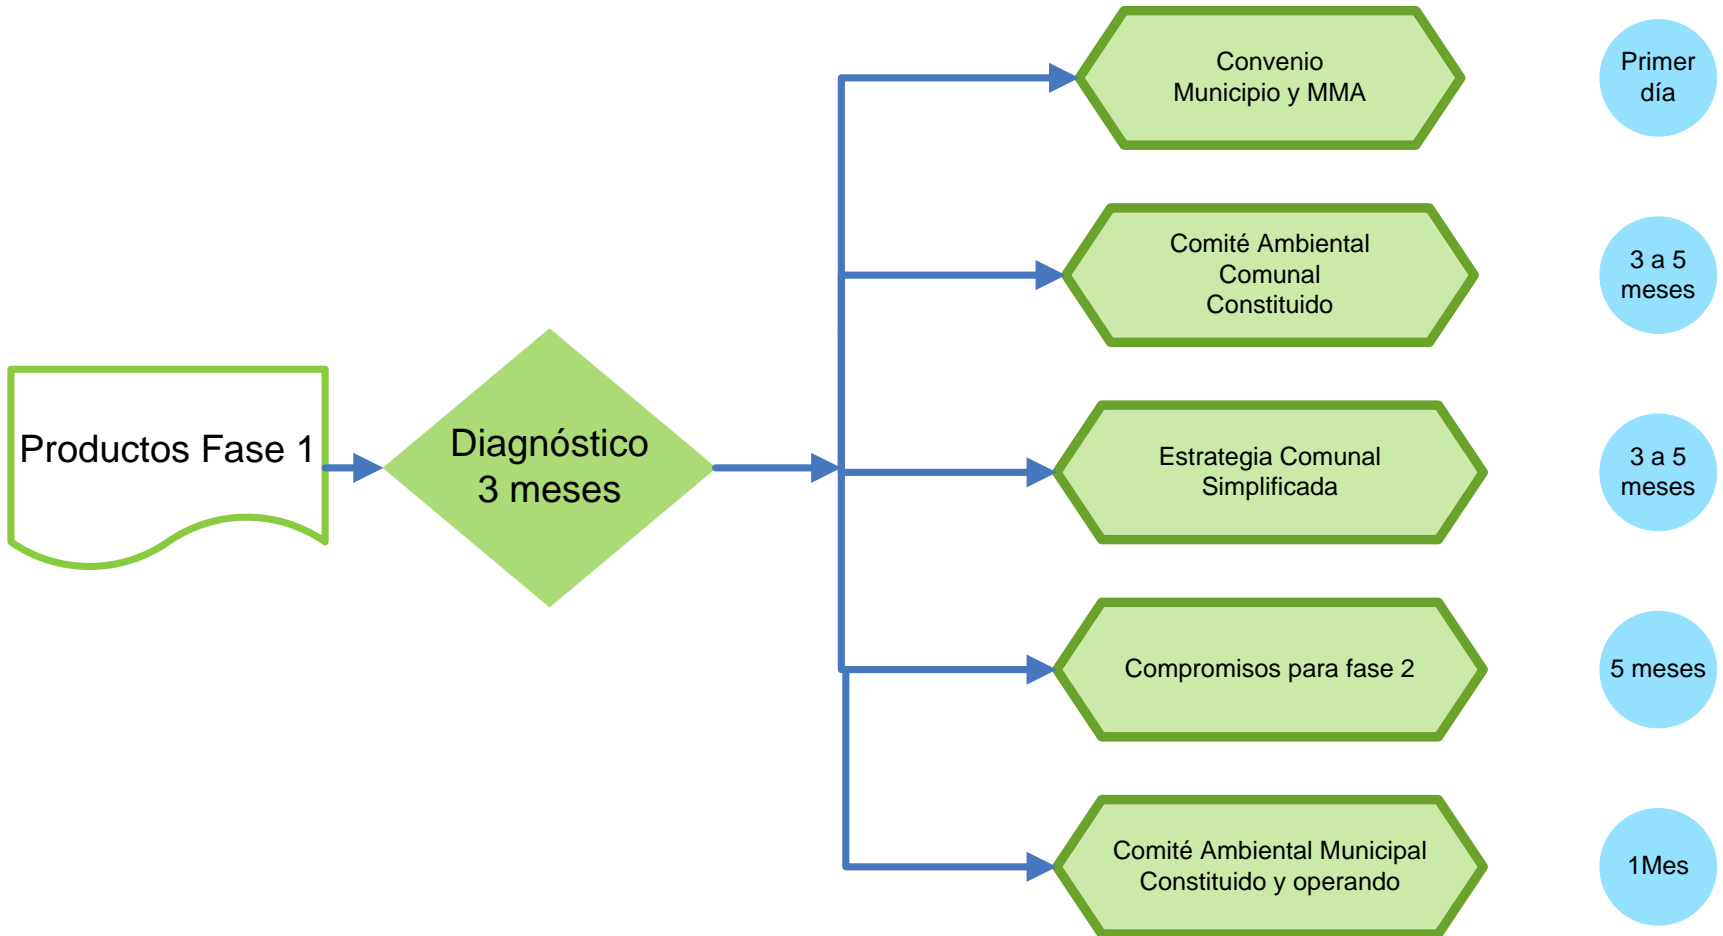 Productos Fase 1
Diagnóstico
3 meses
Convenio
Municipio y MMA
Primer
día
Comité Ambiental
Comunal
Constituido
3 a 5
meses
Estrategia Comunal
Simplificada
3 a 5
meses
Compromisos para fase 2
5 meses
Comité Ambiental Municipal
Constituido y operando
1Mes